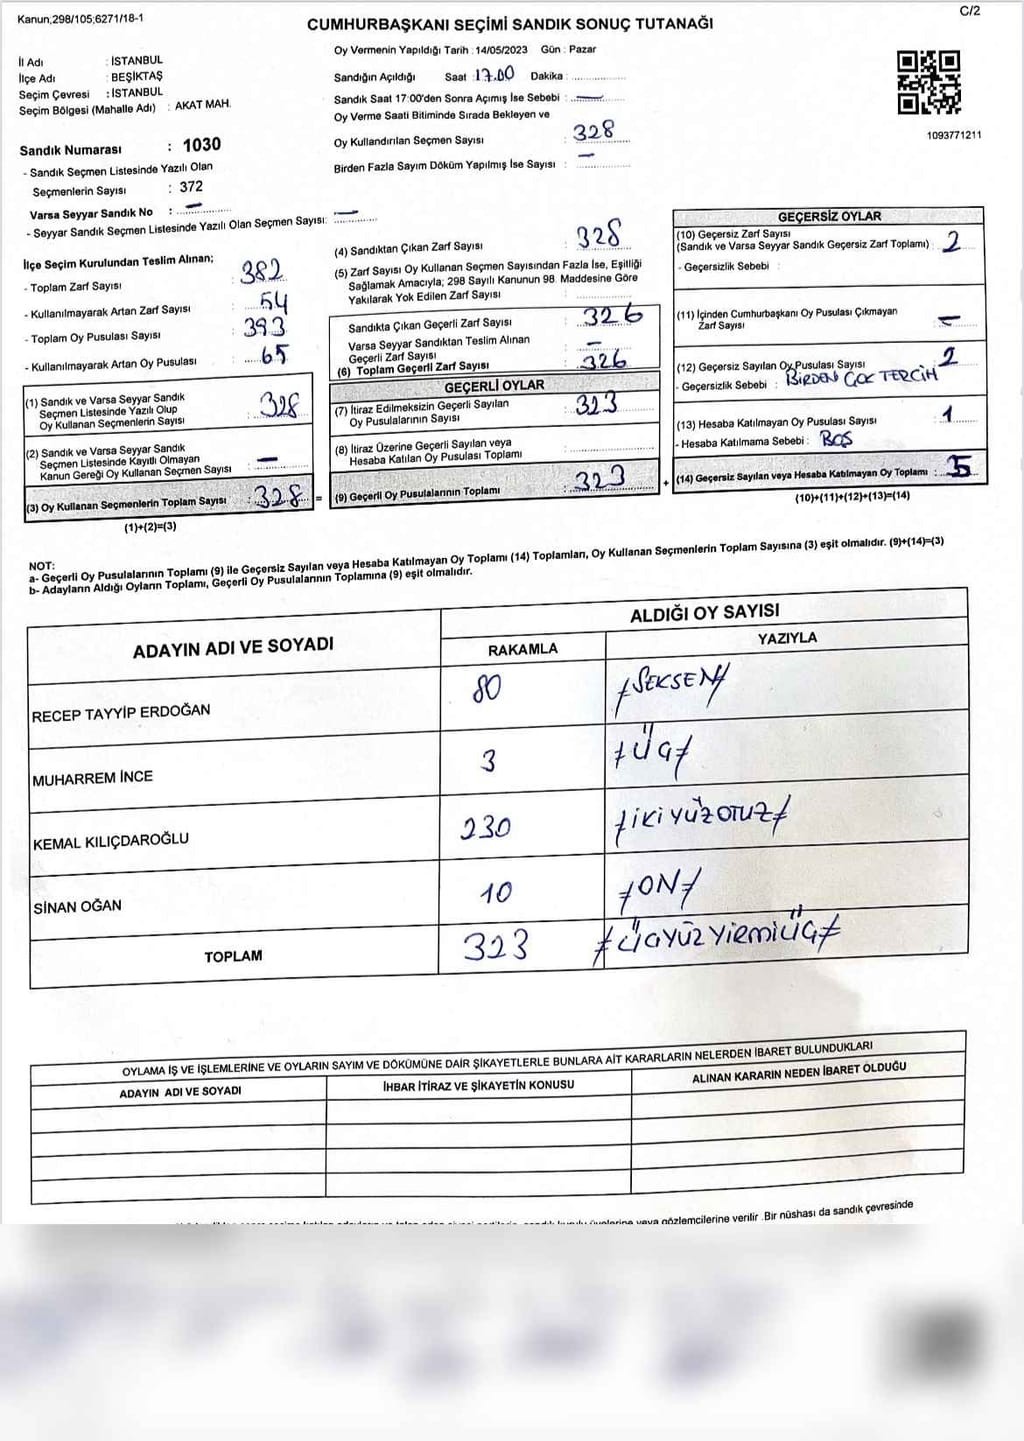 Kanun,298/105;6271/18-1
C/2
CUMHURBAŞKANI SEÇİMİ SANDIK SONUÇ TUTANAĞI
İl Adı : İSTANBUL
İlçe Adı : BEŞİKTAŞ
Seçim Çevresi : İSTANBUL
Seçim Bölgesi (Mahalle Adı) : AKAT MAH.
Sandık Numarası : 1030
- Sandık Seçmen Listesinde Yazılı Olan
Seçmenlerin Sayısı : 372
Varsa Seyyar Sandık No : —
- Seyyar Sandık Seçmen Listesinde Yazılı Olan Seçmen Sayısı: —
Oy Vermenin Yapıldığı Tarih : 14/05/2023 Gün : Pazar
Sandığın Açıldığı Saat : 17.00 Dakika :
Sandık Saat 17:00'den Sonra Açımış İse Sebebi : —
Oy Verme Saati Bitiminde Sırada Bekleyen ve
Oy Kullandırılan Seçmen Sayısı : 328
Birden Fazla Sayım Döküm Yapılmış İse Sayısı : —
1093771211
İlçe Seçim Kurulundan Teslim Alınan;
- Toplam Zarf Sayısı : 382
- Kullanılmayarak Artan Zarf Sayısı : 54
- Toplam Oy Pusulası Sayısı : 393
- Kullanılmayarak Artan Oy Pusulası : 65
(1) Sandık ve Varsa Seyyar Sandık
Seçmen Listesinde Yazılı Olup
Oy Kullanan Seçmenlerin Sayısı : 328
(2) Sandık ve Varsa Seyyar Sandık
Seçmen Listesinde Kayıtlı Olmayan
Kanun Gereği Oy Kullanan Seçmen Sayısı : —
(3) Oy Kullanan Seçmenlerin Toplam Sayısı : 328 =
(1)+(2)=(3)
(4) Sandıktan Çıkan Zarf Sayısı : 328
(5) Zarf Sayısı Oy Kullanan Seçmen Sayısından Fazla İse, Eşitliği
Sağlamak Amacıyla; 298 Sayılı Kanunun 98. Maddesine Göre
Yakılarak Yok Edilen Zarf Sayısı :
Sandıkta Çıkan Geçerli Zarf Sayısı : 326
Varsa Seyyar Sandıktan Teslim Alınan
Geçerli Zarf Sayısı : —
(6) Toplam Geçerli Zarf Sayısı : 326
GEÇERLİ OYLAR
(7) İtiraz Edilmeksizin Geçerli Sayılan
Oy Pusulalarının Sayısı : 323
(8) İtiraz Üzerine Geçerli Sayılan veya
Hesaba Katılan Oy Pusulası Toplamı :
(9) Geçerli Oy Pusulalarının Toplamı : 323 +
GEÇERSİZ OYLAR
(10) Geçersiz Zarf Sayısı
(Sandık ve Varsa Seyyar Sandık Geçersiz Zarf Toplamı) : 2
- Geçersizlik Sebebi :
(11) İçinden Cumhurbaşkanı Oy Pusulası Çıkmayan
Zarf Sayısı : —
(12) Geçersiz Sayılan Oy Pusulası Sayısı : 2
- Geçersizlik Sebebi : BİRDEN ÇOK TERCİH
(13) Hesaba Katılmayan Oy Pusulası Sayısı : 1
- Hesaba Katılmama Sebebi : BOŞ
(14) Geçersiz Sayılan veya Hesaba Katılmayan Oy Toplamı : 5
(10)+(11)+(12)+(13)=(14)
NOT:
a- Geçerli Oy Pusulalarının Toplamı (9) ile Geçersiz Sayılan veya Hesaba Katılmayan Oy Toplamı (14) Toplamları, Oy Kullanan Seçmenlerin Toplam Sayısına (3) eşit olmalıdır. (9)+(14)=(3)
b- Adayların Aldığı Oyların Toplamı, Geçerli Oy Pusulalarının Toplamına (9) eşit olmalıdır.
ADAYIN ADI VE SOYADI
ALDIĞI OY SAYISI
RAKAMLA YAZIYLA
RECEP TAYYİP ERDOĞAN 80 SEKSEN
MUHARREM İNCE 3 ÜÇ
KEMAL KILIÇDAROĞLU 230 İKİ YÜZ OTUZ
SİNAN OĞAN 10 ON
TOPLAM 323 ÜÇYÜZ YİRMİÜÇ
OYLAMA İŞ VE İŞLEMLERİNE VE OYLARIN SAYIM VE DÖKÜMÜNE DAİR ŞİKAYETLERLE BUNLARA AİT KARARLARIN NELERDEN İBARET BULUNDUKLARI
ADAYIN ADI VE SOYADI İHBAR İTİRAZ VE ŞİKAYETİN KONUSU ALINAN KARARIN NEDEN İBARET OLDUĞU
veya gözlemcilerine verilir .Bir nüshası da sandık çevresinde